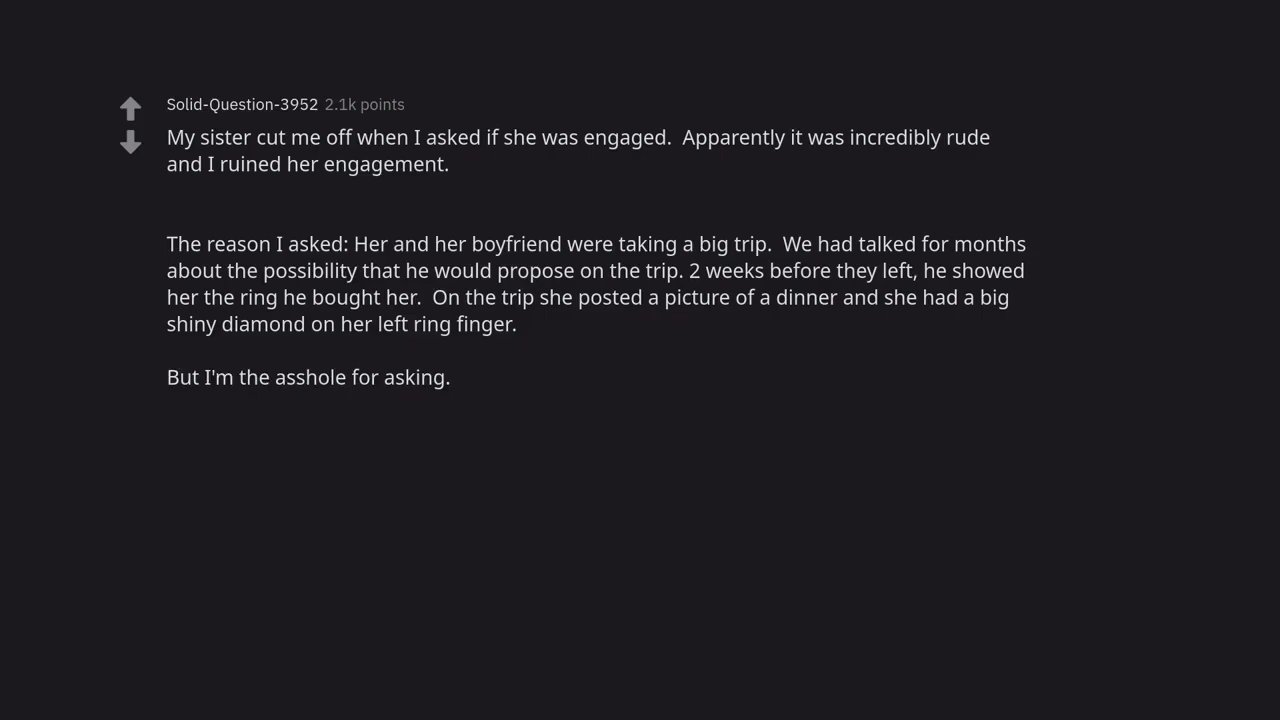 Solid-Question-3952 2.1k points
My sister cut me off when I asked if she was engaged.  Apparently it was incredibly rude
and I ruined her engagement.
The reason I asked: Her and her boyfriend were taking a big trip.  We had talked for months
about the possibility that he would propose on the trip. 2 weeks before they left, he showed
her the ring he bought her.  On the trip she posted a picture of a dinner and she had a big
shiny diamond on her left ring finger.
But I'm the asshole for asking.